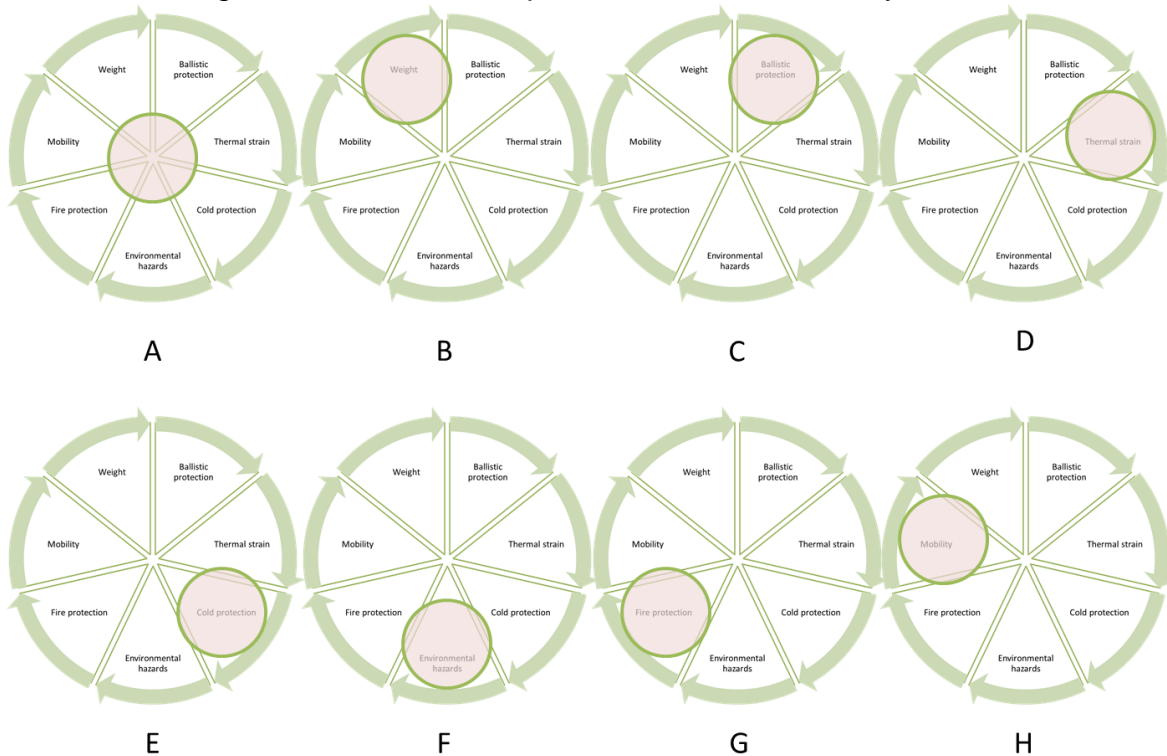 Weight
Ballistic
protection
Mobility
Thermal strain
Fire protection
Cold protection
Environmental
hazards
A
Weight
Ballistic
protection
Mobility
Thermal strain
Fire protection
Cold protection
Environmental
hazards
B
Weight
Ballistic
protection
Mobility
Thermal strain
Fire protection
Cold protection
Environmental
hazards
C
Weight
Ballistic
protection
Mobility
Thermal strain
Fire protection
Cold protection
Environmental
hazards
D
Weight
Ballistic
protection
Mobility
Thermal strain
Fire protection
Cold protection
Environmental
hazards
E
Weight
Ballistic
protection
Mobility
Thermal strain
Fire protection
Cold protection
Environmental
hazards
F
Weight
Ballistic
protection
Mobility
Thermal strain
Fire protection
Cold protection
Environmental
hazards
G
Weight
Ballistic
protection
Mobility
Thermal strain
Fire protection
Cold protection
Environmental
hazards
H